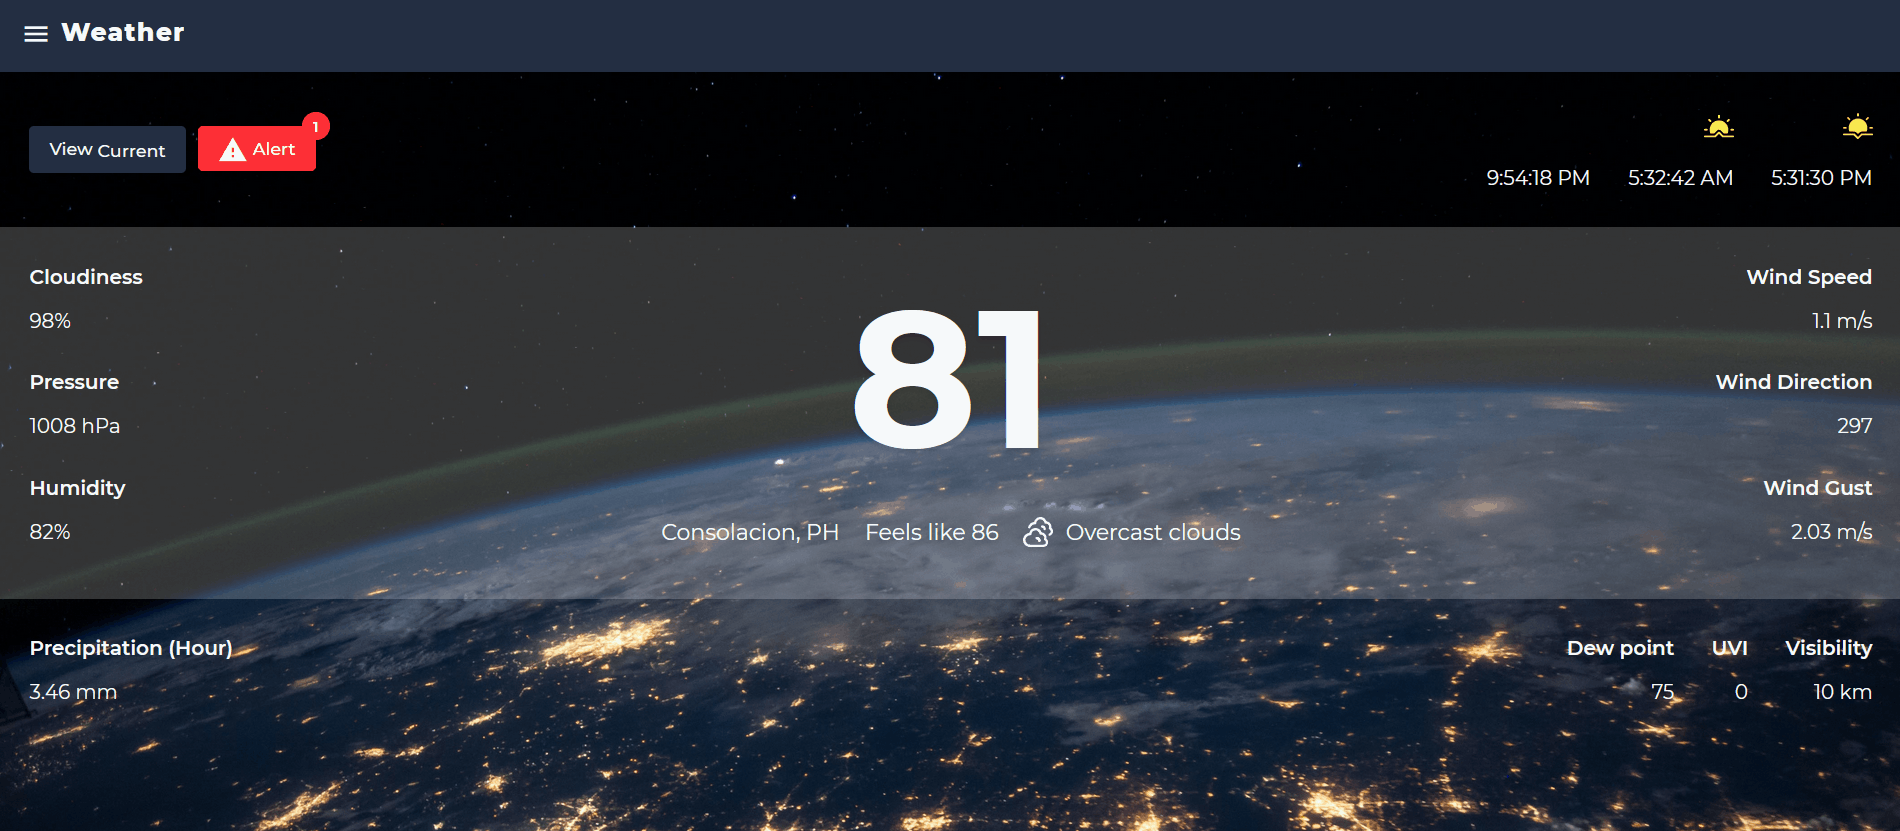 Weather
View Current
Alert
1
9:54:18 PM 5:32:42 AM 5:31:30 PM
Cloudiness
98%
Pressure
1008 hPa
Humidity
82%
81
Consolacion, PH Feels like 86 Overcast clouds
Wind Speed
1.1 m/s
Wind Direction
297
Wind Gust
2.03 m/s
Precipitation (Hour)
3.46 mm
Dew point UVI Visibility
75 0 10 km